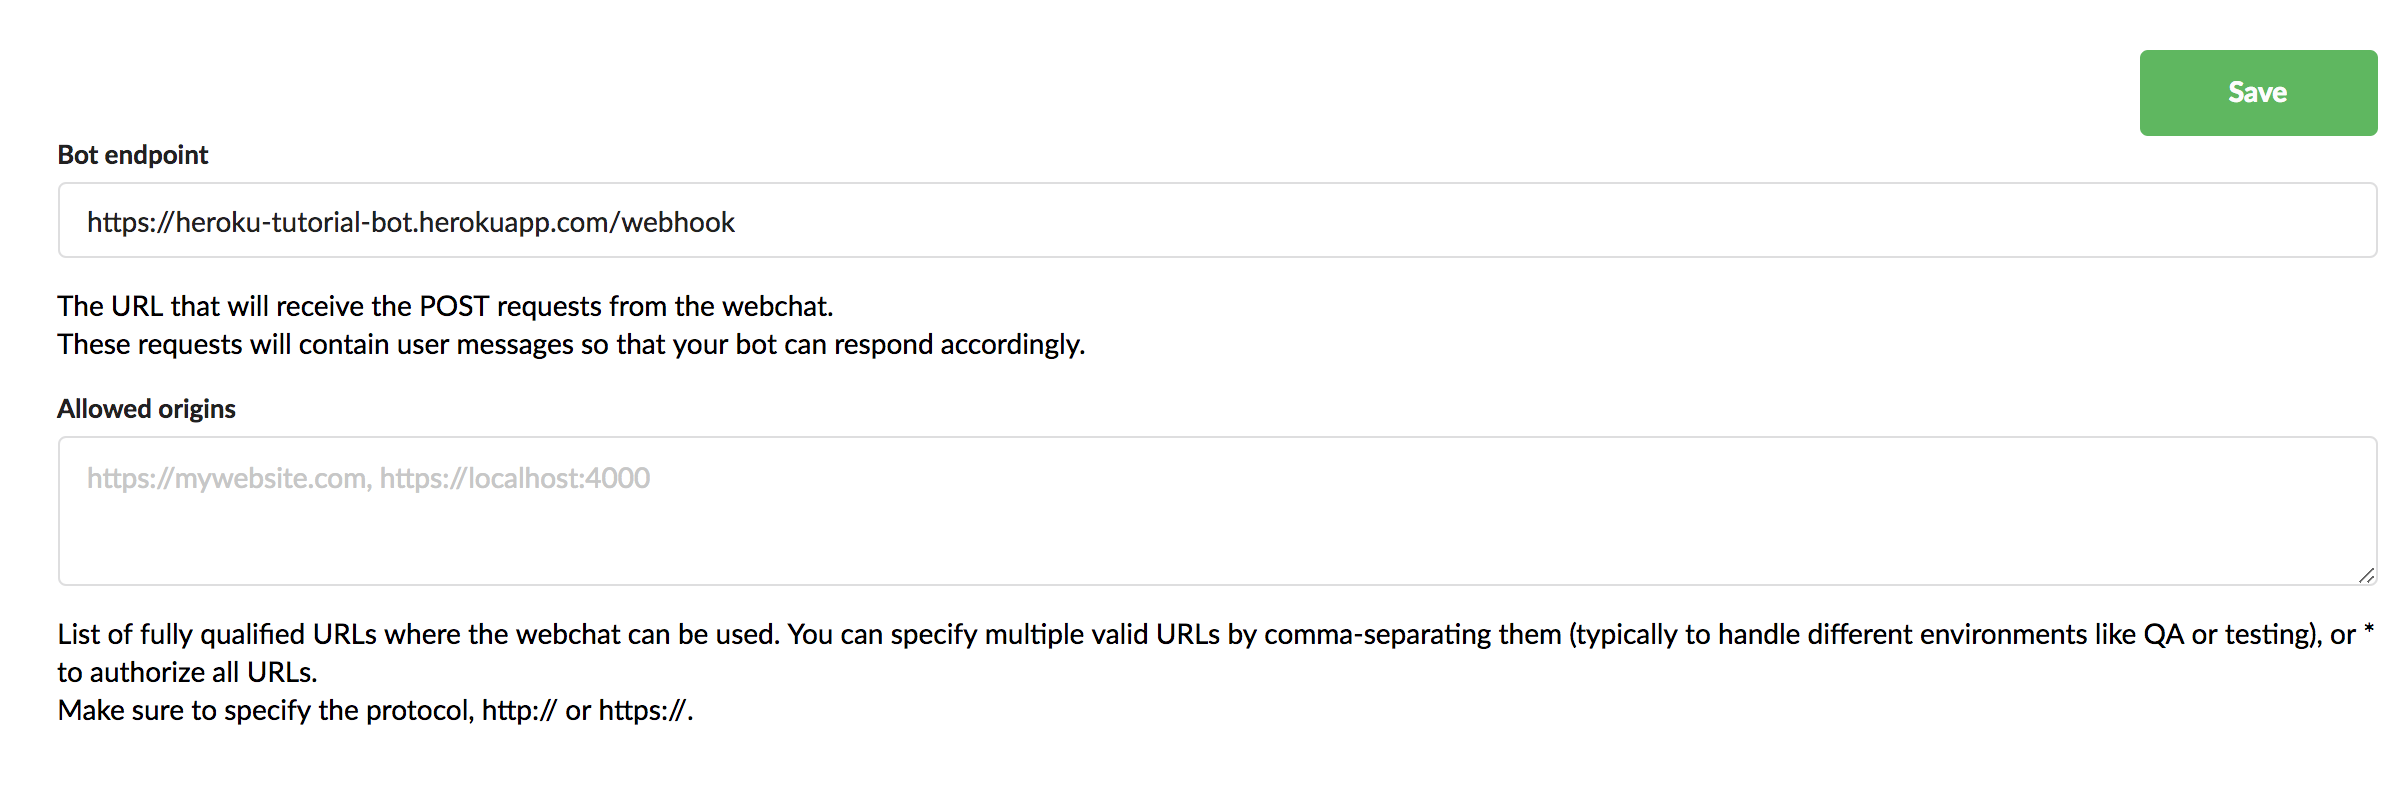 Save
Bot endpoint
https://heroku-tutorial-bot.herokuapp.com/webhook
The URL that will receive the POST requests from the webchat.
These requests will contain user messages so that your bot can respond accordingly.
Allowed origins
https://mywebsite.com, https://localhost:4000
List of fully qualified URLs where the webchat can be used. You can specify multiple valid URLs by comma-separating them (typically to handle different environments like QA or testing), or *
to authorize all URLs.
Make sure to specify the protocol, http:// or https://.